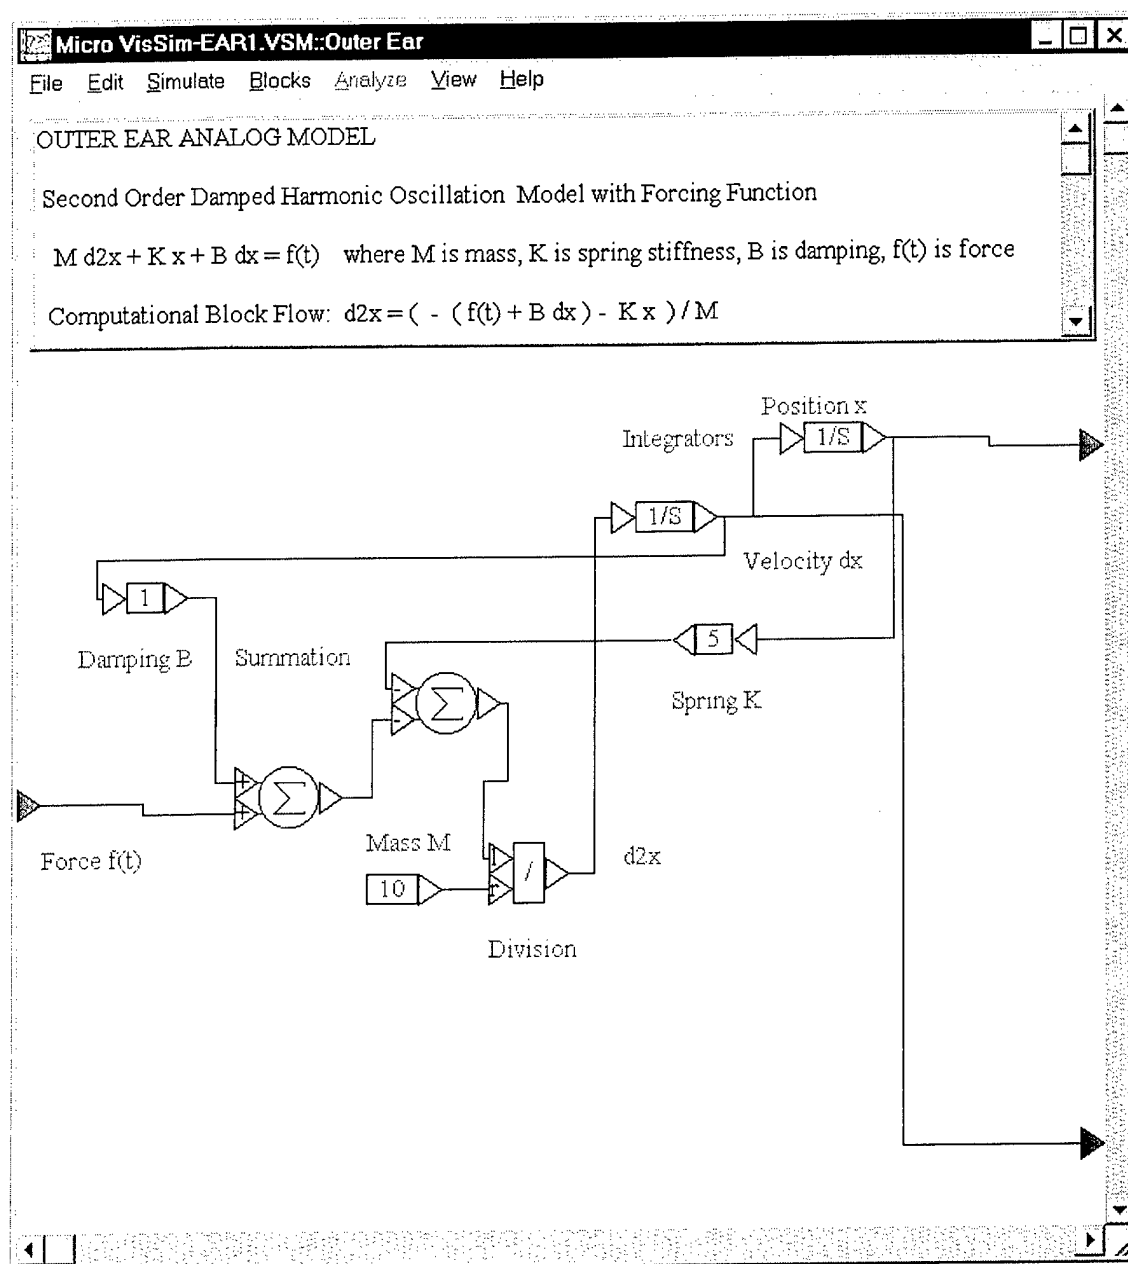 Micro VisSim-EAR1.VSM::Outer Ear
File Edit Simulate Blocks Analyze View Help
OUTER EAR ANALOG MODEL
Second Order Damped Harmonic Oscillation Model with Forcing Function
M d2x + K x + B dx = f(t) where M is mass, K is spring stiffness, B is damping, f(t) is force
Computational Block Flow: d2x = ( - ( f(t) + B dx ) - K x ) / M
Position x
Integrators
1/S
1/S
Velocity dx
1
5
Damping B
Summation
Spring K
-
-
Σ
+
+
Σ
Force f(t)
Mass M
d2x
10
/
Division